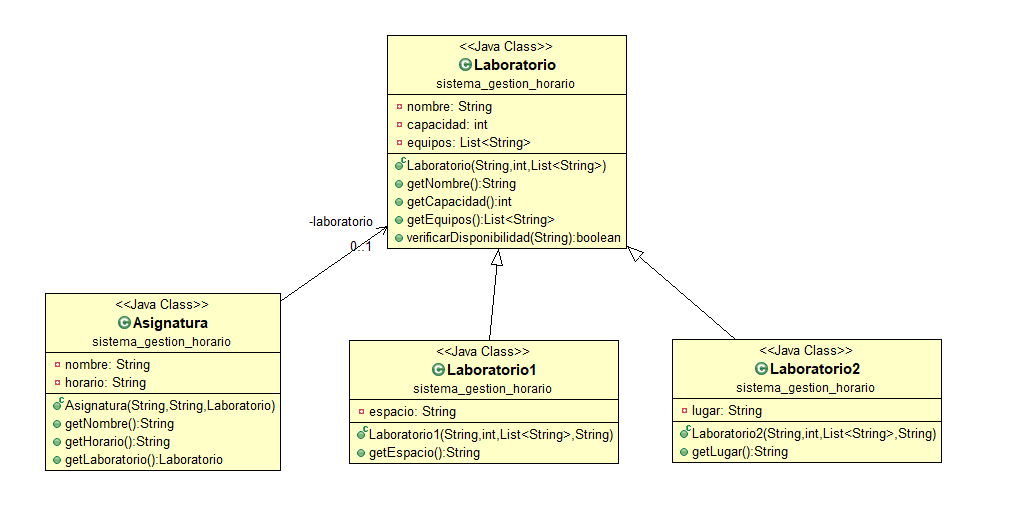 <<Java Class>>
Laboratorio
sistema_gestion_horario
nombre: String
capacidad: int
equipos: List<String>
Laboratorio(String,int,List<String>)
getNombre():String
getCapacidad():int
getEquipos():List<String>
verificarDisponibilidad(String):boolean
-laboratorio
0..1
<<Java Class>>
Asignatura
sistema_gestion_horario
nombre: String
horario: String
Asignatura(String,String,Laboratorio)
getNombre():String
getHorario():String
getLaboratorio():Laboratorio
<<Java Class>>
Laboratorio1
sistema_gestion_horario
espacio: String
Laboratorio1(String,int,List<String>,String)
getEspacio():String
<<Java Class>>
Laboratorio2
sistema_gestion_horario
lugar: String
Laboratorio2(String,int,List<String>,String)
getLugar():String